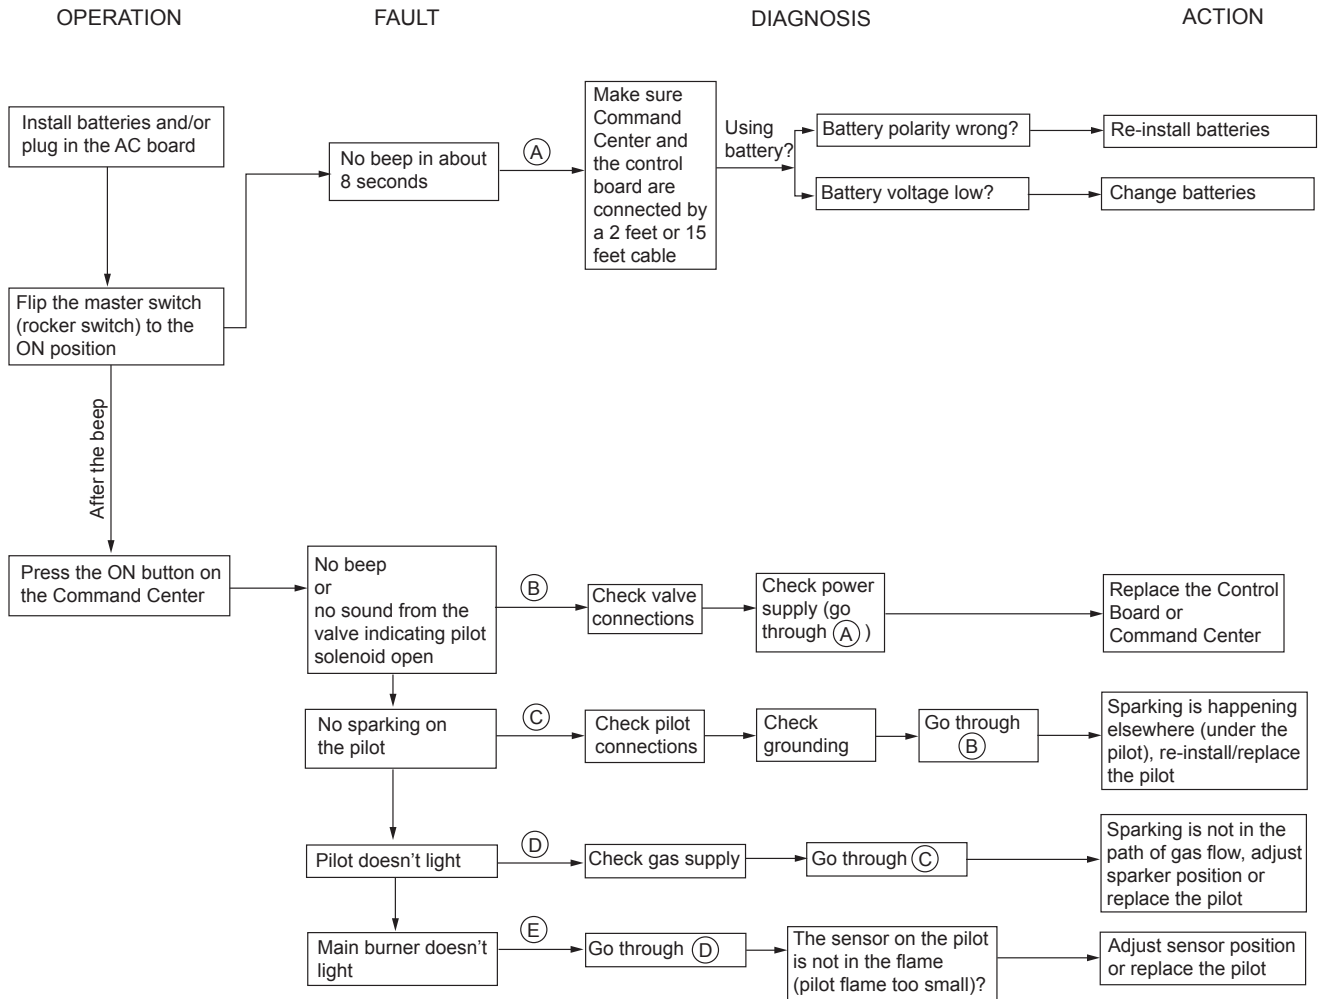 OPERATION
FAULT
DIAGNOSIS
ACTION
Install batteries and/or
plug in the AC board
No beep in about
8 seconds
A
Make sure
Command
Center and
the control
board are
connected by
a 2 feet or 15
feet cable
Using
battery?
Battery polarity wrong?
Re-install batteries
Battery voltage low?
Change batteries
Flip the master switch
(rocker switch) to the
ON position
After the beep
Press the ON button on
the Command Center
No beep
or
no sound from the
valve indicating pilot
solenoid open
B
Check valve
connections
Check power
supply (go
through A )
Replace the Control
Board or
Command Center
No sparking on
the pilot
C
Check pilot
connections
Check
grounding
Go through
B
Sparking is happening
elsewhere (under the
pilot), re-install/replace
the pilot
Pilot doesn’t light
D
Check gas supply
Go through C
Sparking is not in the
path of gas flow, adjust
sparker position or
replace the pilot
Main burner doesn’t
light
E
Go through D
The sensor on the pilot
is not in the flame
(pilot flame too small)?
Adjust sensor position
or replace the pilot